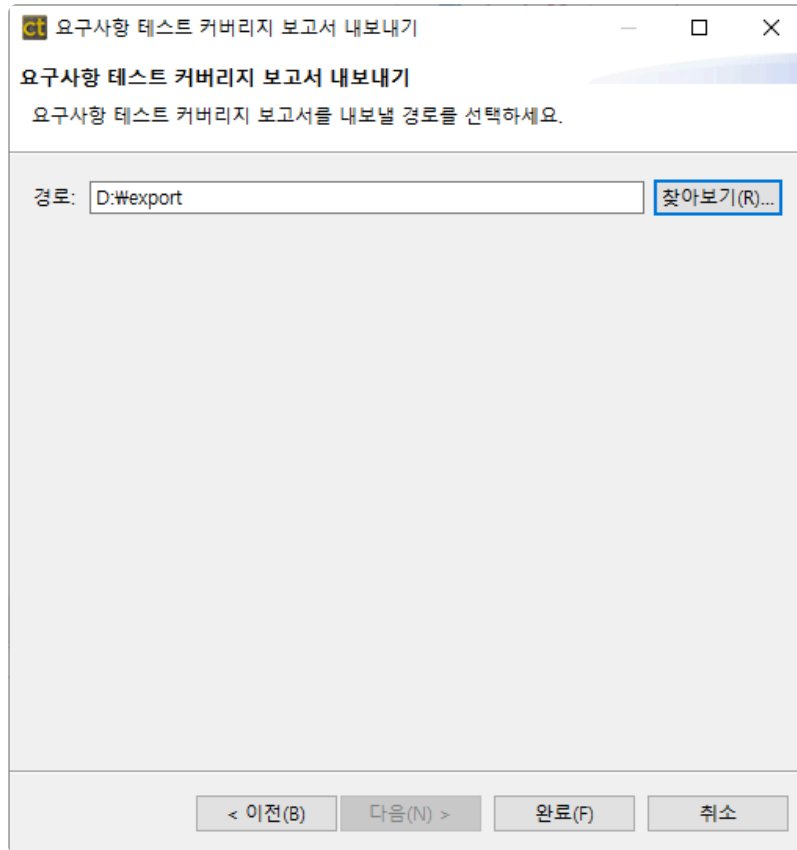 ct 요구사항 테스트 커버리지 보고서 내보내기
요구사항 테스트 커버리지 보고서 내보내기
요구사항 테스트 커버리지 보고서를 내보낼 경로를 선택하세요.
경로: D:₩export 찾아보기(R)...
< 이전(B) 다음(N) > 완료(F) 취소